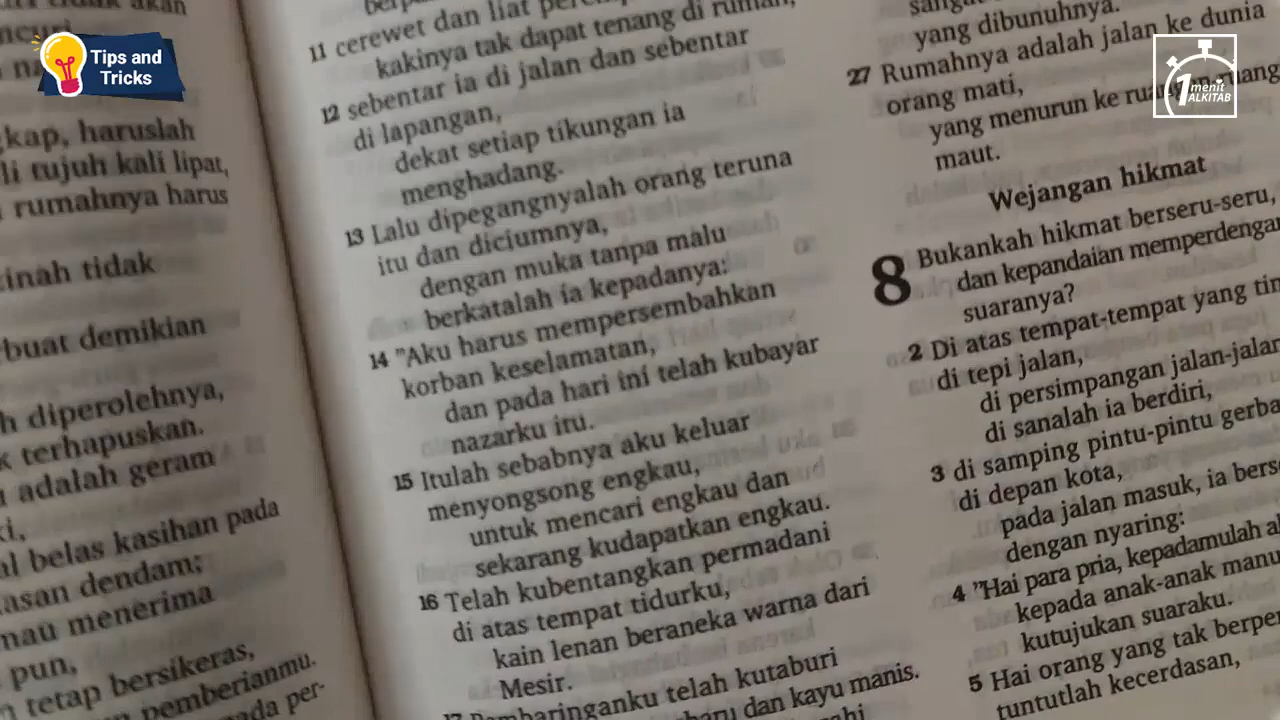 Tips and
Tricks
1 menit
ALKITAB
kap, haruslah
li tujuh kali lipat,
rumahnya harus
inah tidak
buat demikian
h diperolehnya,
k terhapuskan.
adalah geram
ki,
al belas kasihan pada
asan dendam;
mau menerima
pun,
tetap bersikeras,
pemberianmu.
ada per-
11 cerewet dan liat
kakinya tak dapat tenang di rumah,
12 sebentar ia di jalan dan sebentar
di lapangan,
dekat setiap tikungan ia
menghadang.
13 Lalu dipegangnyalah orang teruna
itu dan diciumnya,
dengan muka tanpa malu
berkatalah ia kepadanya:
14 "Aku harus mempersembahkan
korban keselamatan,
dan pada hari ini telah kubayar
nazarku itu.
15 Itulah sebabnya aku keluar
menyongsong engkau,
untuk mencari engkau dan
sekarang kudapatkan engkau.
16 Telah kubentangkan permadani
di atas tempat tidurku,
kain lenan beraneka warna dari
Mesir.
17 Pembaringanku telah kutaburi
dan kayu manis.
yang dibunuhnya.
27 Rumahnya adalah jalan ke dunia
orang mati,
yang menurun ke ruangan-ruang
maut.
Wejangan hikmat
8 Bukankah hikmat berseru-seru,
dan kepandaian memperdengar
suaranya?
2 Di atas tempat-tempat yang tin
di tepi jalan,
di persimpangan jalan-jalan
di sanalah ia berdiri,
3 di samping pintu-pintu gerba
di depan kota,
pada jalan masuk, ia berse
dengan nyaring:
4 "Hai para pria, kepadamulah a
kepada anak-anak manu
kutujukan suaraku.
5 Hai orang yang tak berpe
tuntutlah kecerdasan,